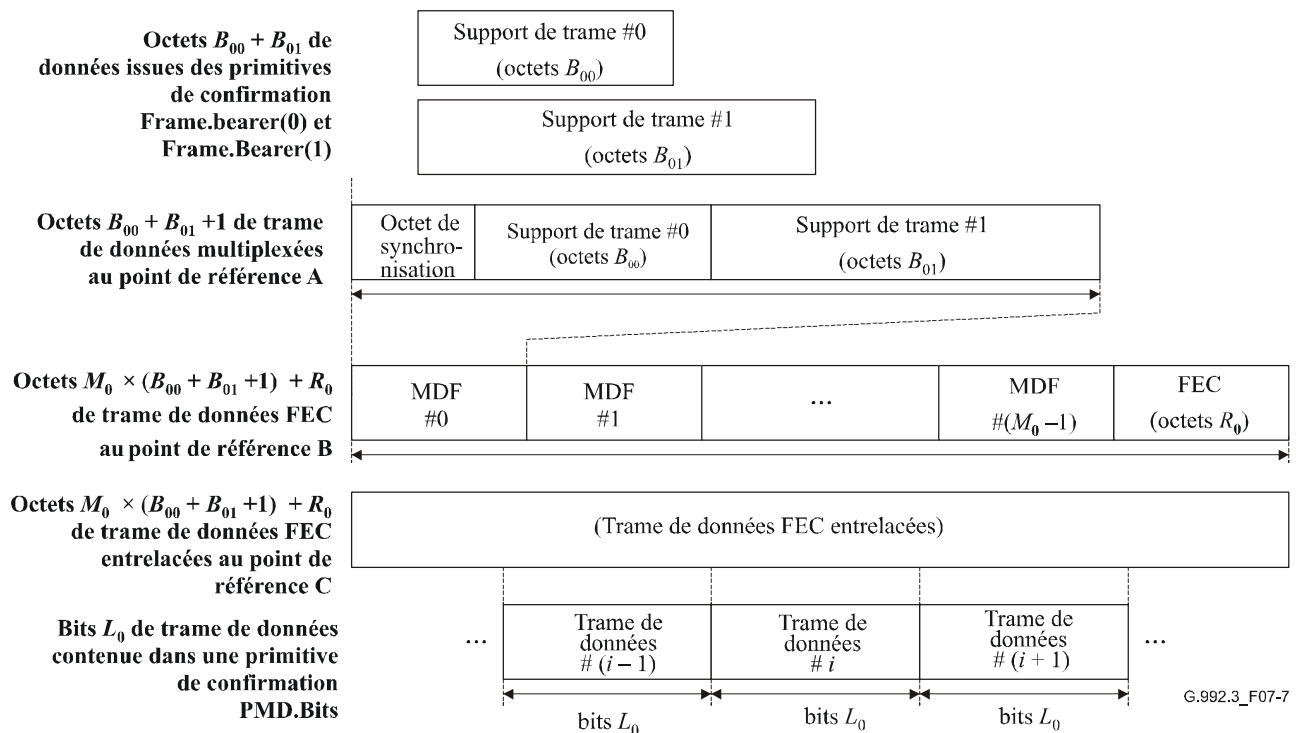 Octets B₀₀ + B₀₁ de
données issues des primitives
de confirmation
Frame.bearer(0) et
Frame.Bearer(1)
Support de trame #0
(octets B₀₀)
Support de trame #1
(octets B₀₁)
Octets B₀₀ + B₀₁ +1 de trame
de données multiplexées
au point de référence A
Octet de
synchro-
nisation
Support de trame #0
(octets B₀₀)
Support de trame #1
(octets B₀₁)
Octets M₀ × (B₀₀ + B₀₁ +1) + R₀
de trame de données FEC
au point de référence B
MDF
#0
MDF
#1
...
MDF
#(M₀ –1)
FEC
(octets R₀)
Octets M₀ × (B₀₀ + B₀₁ +1) + R₀
de trame de données FEC
entrelacées au point de
référence C
(Trame de données FEC entrelacées)
Bits L₀ de trame de données
contenue dans une primitive
de confirmation
PMD.Bits
...
Trame de
données
# (i – 1)
Trame de
données
# i
Trame de
données
# (i + 1)
...
bits L₀
bits L₀
bits L₀
G.992.3_F07-7